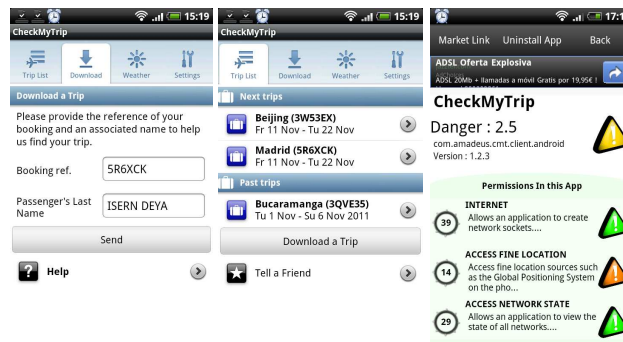 15:19
CheckMyTrip
Trip List
Download
Weather
Settings
Download a Trip
Please provide the reference of your
booking and an associated name to help
us find your trip.
Booking ref.
5R6XCK
Passenger's Last
Name
ISERN DEYA
Send
Help
15:19
CheckMyTrip
Trip List
Download
Weather
Settings
Next trips
Beijing (3W53EX)
Fr 11 Nov - Tu 22 Nov
Madrid (5R6XCK)
Fr 11 Nov - Tu 22 Nov
Past trips
Bucaramanga (3QVE35)
Tu 1 Nov - Su 6 Nov 2011
Download a Trip
Tell a Friend
17:1
Market Link
Uninstall App
Back
ADSL Oferta Explosiva
ADSL 20Mb + llamadas a móvil Gratis por 19,95€ !
CheckMyTrip
Danger : 2.5
com.amadeus.cmt.client.android
Version : 1.2.3
Permissions In this App
INTERNET
39
Allows an application to create
network sockets....
ACCESS FINE LOCATION
14
Access fine location sources such
as the Global Positioning System
on the pho...
ACCESS NETWORK STATE
29
Allows an application to view the
state of all networks....